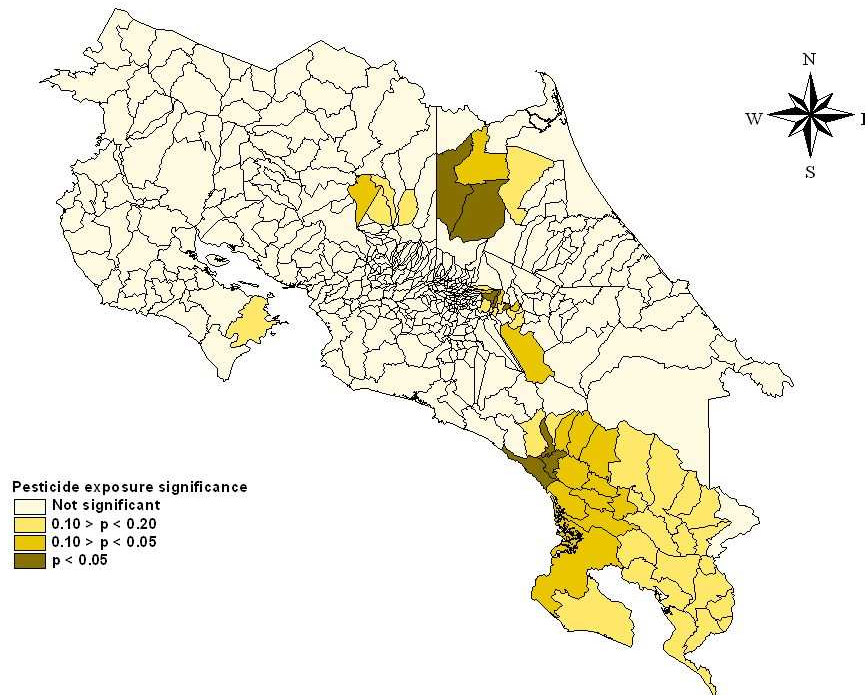 N
W
S
Pesticide exposure significance
Not significant
0.10 > p < 0.20
0.10 > p < 0.05
p < 0.05